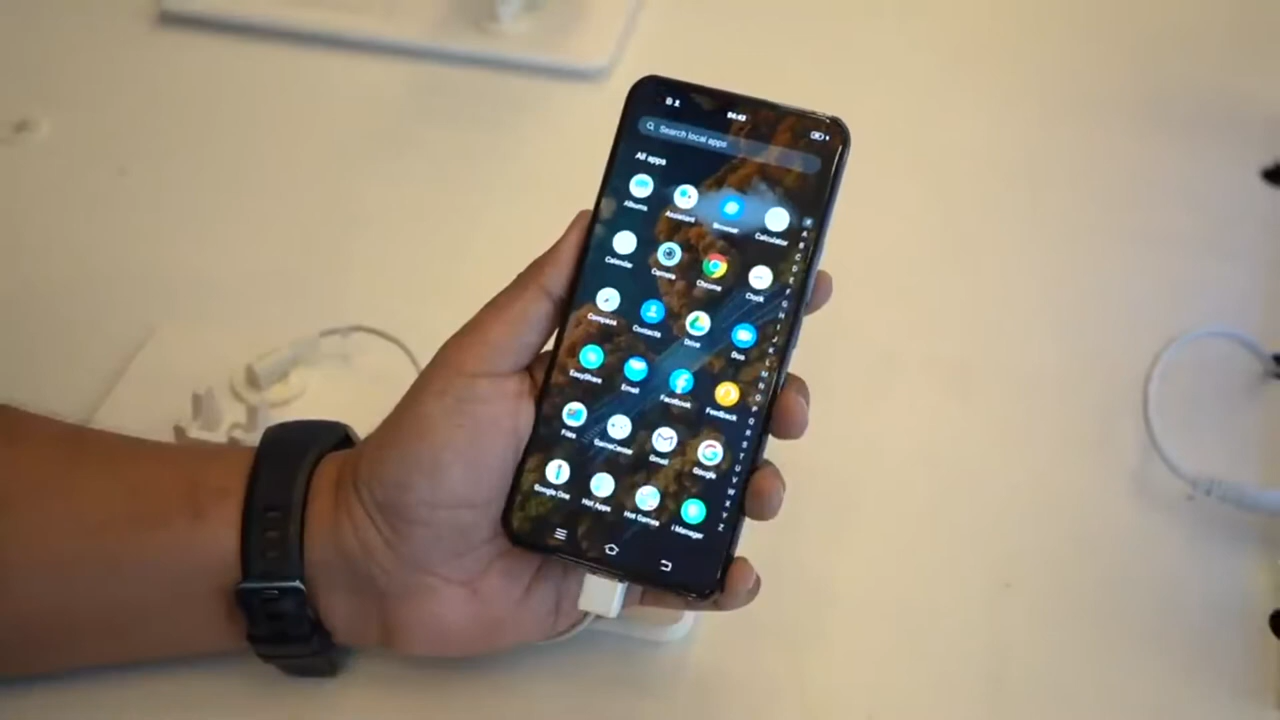 04:43
Search local apps
All apps
Albums Assistant Browser Calculator
Calendar Camera Chrome Clock
Compass Contacts Drive Duo
EasyShare Email Facebook Feedback
Files GameCenter Gmail Google
Google One Hot Apps Hot Games i Manager
#
A
B
C
D
E
F
G
H
I
J
K
L
M
N
O
P
Q
R
S
T
U
V
W
X
Y
Z